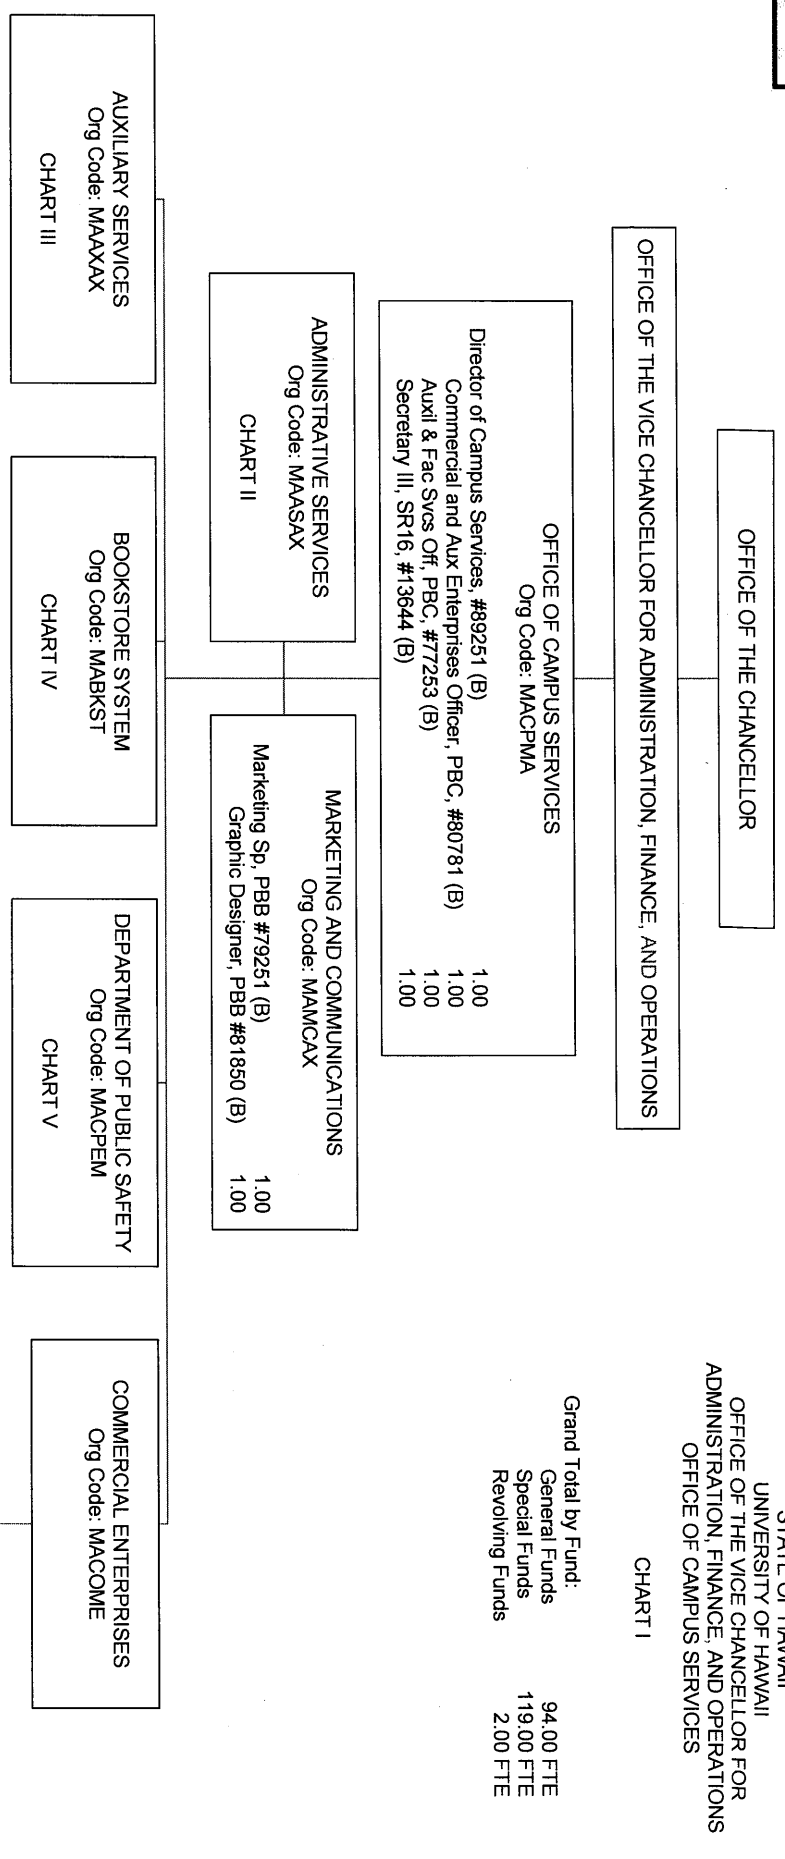 STATE OF HAWAII
UNIVERSITY OF HAWAII
OFFICE OF THE VICE CHANCELLOR FOR
ADMINISTRATION, FINANCE, AND OPERATIONS
OFFICE OF CAMPUS SERVICES
CHART I
OFFICE OF THE CHANCELLOR
OFFICE OF THE VICE CHANCELLOR FOR ADMINISTRATION, FINANCE, AND OPERATIONS
Grand Total by Fund:
General Funds 94.00 FTE
Special Funds 119.00 FTE
Revolving Funds 2.00 FTE
OFFICE OF CAMPUS SERVICES
Org Code: MACPMA
Director of Campus Services, #89251 (B) 1.00
Commercial and Aux Enterprises Officer, PBC, #80781 (B) 1.00
Auxil & Fac Svcs Off, PBC, #77253 (B) 1.00
Secretary III, SR16, #13644 (B) 1.00
ADMINISTRATIVE SERVICES
Org Code: MAASAX
CHART II
MARKETING AND COMMUNICATIONS
Org Code: MAMCAX
Marketing Sp, PBB #79251 (B) 1.00
Graphic Designer, PBB #81850 (B) 1.00
AUXILIARY SERVICES
Org Code: MAAXAX
CHART III
BOOKSTORE SYSTEM
Org Code: MABKST
CHART IV
DEPARTMENT OF PUBLIC SAFETY
Org Code: MACPEM
CHART V
COMMERCIAL ENTERPRISES
Org Code: MACOME